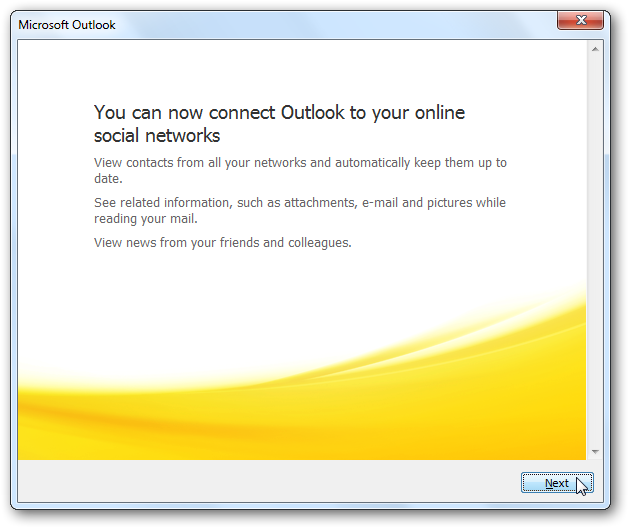 Microsoft Outlook
You can now connect Outlook to your online
social networks
View contacts from all your networks and automatically keep them up to
date.
See related information, such as attachments, e-mail and pictures while
reading your mail.
View news from your friends and colleagues.
Next